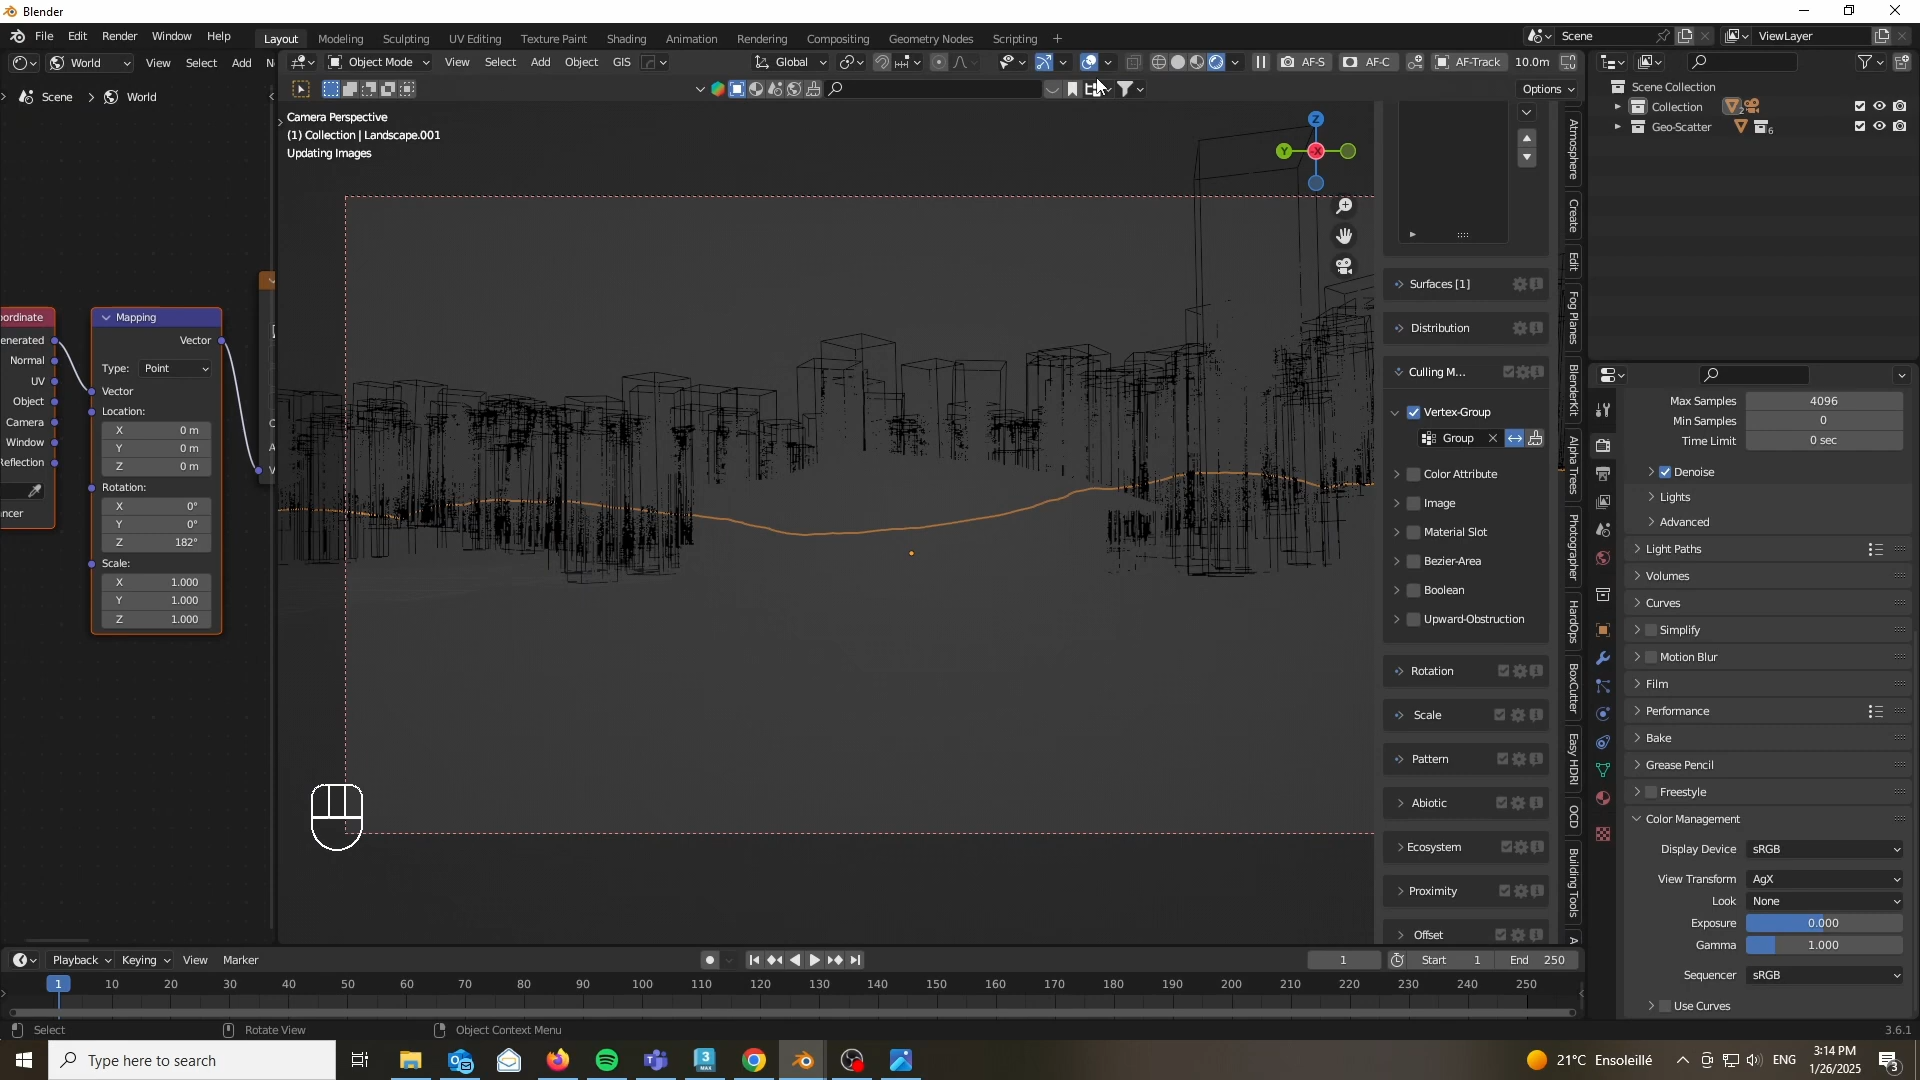 Blender
File Edit Render Window Help
Layout Modeling Sculpting UV Editing Texture Paint Shading Animation Rendering Compositing Geometry Nodes Scripting
Scene
ViewLayer
World View Select Add N
Object Mode View Select Add Object GIS
Global
AF-S AF-C AF-Track 10.0m
Scene World
Options
Scene Collection
Collection 2
Geo-Scatter 6
Camera Perspective
(1) Collection | Landscape.001
Updating Images
Z
Y
-X
oordinate
enerated
Normal
UV
Object
Camera
Window
Reflection
ncer
Mapping
Vector
Type: Point
Vector
Location:
X 0 m
Y 0 m
Z 0 m
Rotation:
X 0°
Y 0°
Z 182°
Scale:
X 1.000
Y 1.000
Z 1.000
C
A
V
Surfaces [1]
Distribution
Culling M...
Vertex-Group
Group
Color Attribute
Image
Material Slot
Bezier-Area
Boolean
Upward-Obstruction
Rotation
Scale
Pattern
Abiotic
Ecosystem
Proximity
Offset
Atmosphere
Create
Edit
Fog Planes
BlenderKit
Alpha Trees
Photographer
HardOps
BoxCutter
Easy HDRI
OCD
Building Tools
A
Max Samples 4096
Min Samples 0
Time Limit 0 sec
Denoise
Lights
Advanced
Light Paths
Volumes
Curves
Simplify
Motion Blur
Film
Performance
Bake
Grease Pencil
Freestyle
Color Management
Display Device sRGB
View Transform AgX
Look None
Exposure 0.000
Gamma 1.000
Sequencer sRGB
Use Curves
Playback Keying View Marker
1 Start 1 End 250
1 10 20 30 40 50 60 70 80 90 100 110 120 130 140 150 160 170 180 190 200 210 220 230 240 250
Select Rotate View Object Context Menu
3.6.1
Type here to search
3
MAX
21°C Ensoleillé
ENG
3:14 PM
1/26/2025
3